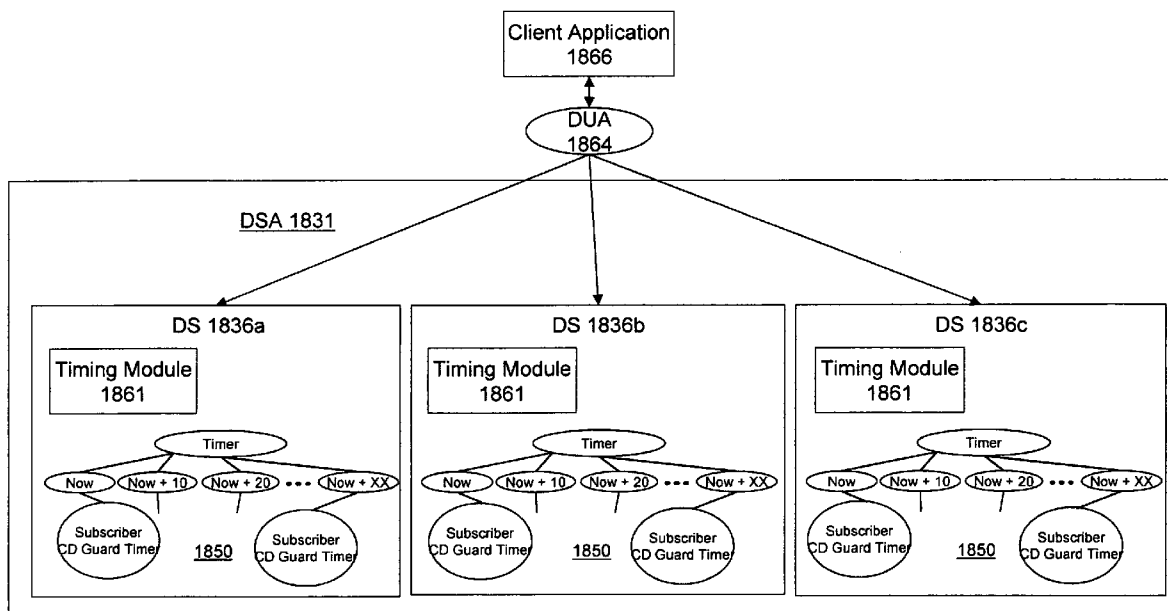 Client Application
1866
DUA
1864
DSA 1831
DS 1836a
Timing Module
1861
Timer
Now
Now + 10
Now + 20
Now + XX
Subscriber
CD Guard Timer
Subscriber
CD Guard Timer
1850
DS 1836b
Timing Module
1861
Timer
Now
Now + 10
Now + 20
Now + XX
Subscriber
CD Guard Timer
Subscriber
CD Guard Timer
1850
DS 1836c
Timing Module
1861
Timer
Now
Now + 10
Now + 20
Now + XX
Subscriber
CD Guard Timer
Subscriber
CD Guard Timer
1850